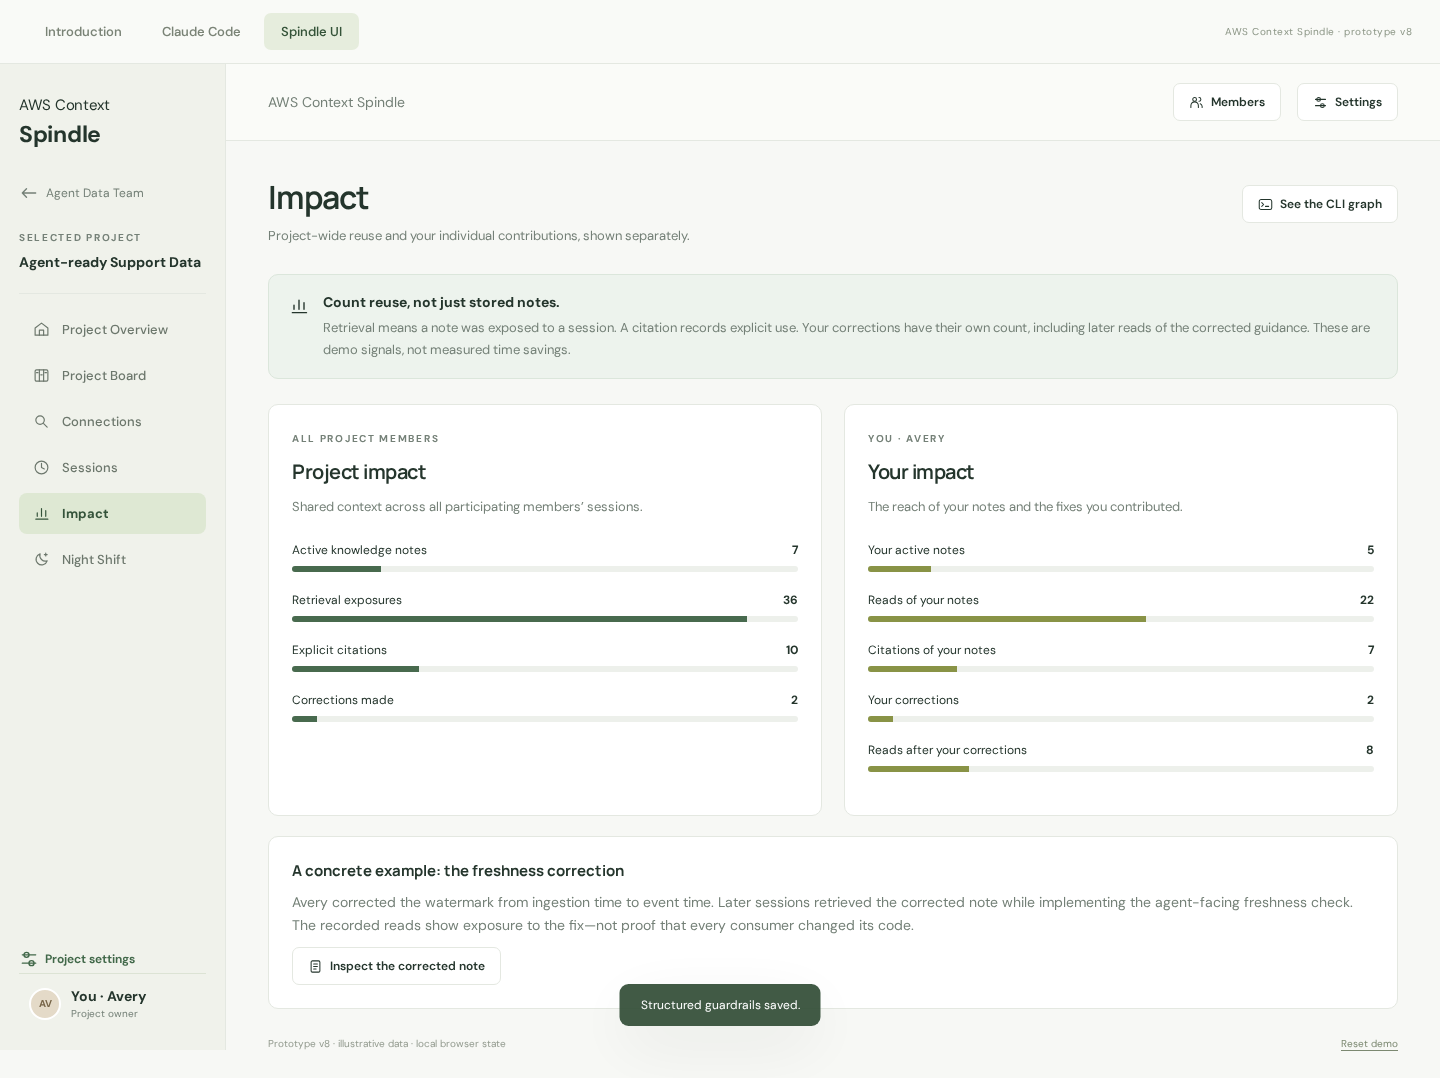 Introduction
Claude Code
Spindle UI
AWS Context Spindle · prototype v8
AWS Context
Spindle
Agent Data Team
SELECTED PROJECT
Agent-ready Support Data
Project Overview
Project Board
Connections
Sessions
Impact
Night Shift
Project settings
AV
You · Avery
Project owner
AWS Context Spindle
Members
Settings
Impact
Project-wide reuse and your individual contributions, shown separately.
See the CLI graph
Count reuse, not just stored notes.
Retrieval means a note was exposed to a session. A citation records explicit use. Your corrections have their own count, including later reads of the corrected guidance. These are
demo signals, not measured time savings.
ALL PROJECT MEMBERS
Project impact
Shared context across all participating members’ sessions.
Active knowledge notes 7
Retrieval exposures 36
Explicit citations 10
Corrections made 2
YOU · AVERY
Your impact
The reach of your notes and the fixes you contributed.
Your active notes 5
Reads of your notes 22
Citations of your notes 7
Your corrections 2
Reads after your corrections 8
A concrete example: the freshness correction
Avery corrected the watermark from ingestion time to event time. Later sessions retrieved the corrected note while implementing the agent-facing freshness check.
The recorded reads show exposure to the fix—not proof that every consumer changed its code.
Inspect the corrected note
Structured guardrails saved.
Prototype v8 · illustrative data · local browser state
Reset demo